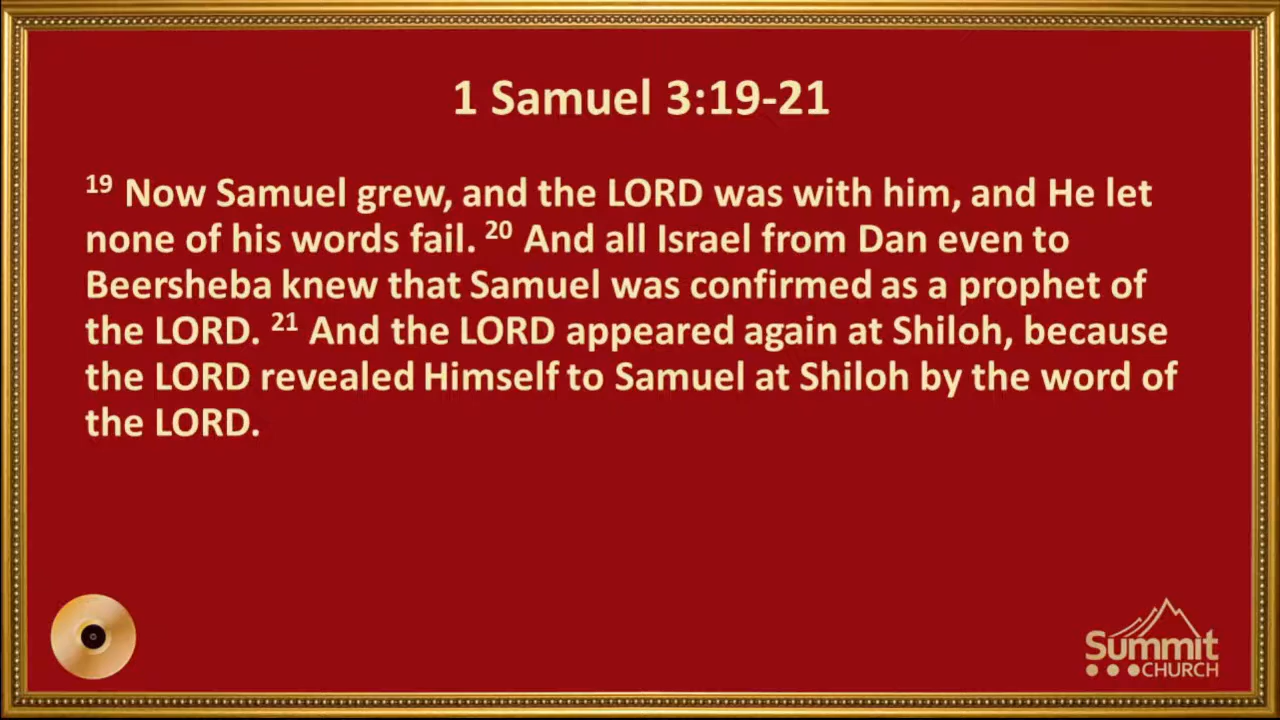 1 Samuel 3:19-21
19 Now Samuel grew, and the LORD was with him, and He let
none of his words fail. 20 And all Israel from Dan even to
Beersheba knew that Samuel was confirmed as a prophet of
the LORD. 21 And the LORD appeared again at Shiloh, because
the LORD revealed Himself to Samuel at Shiloh by the word of
the LORD.
Summit
CHURCH